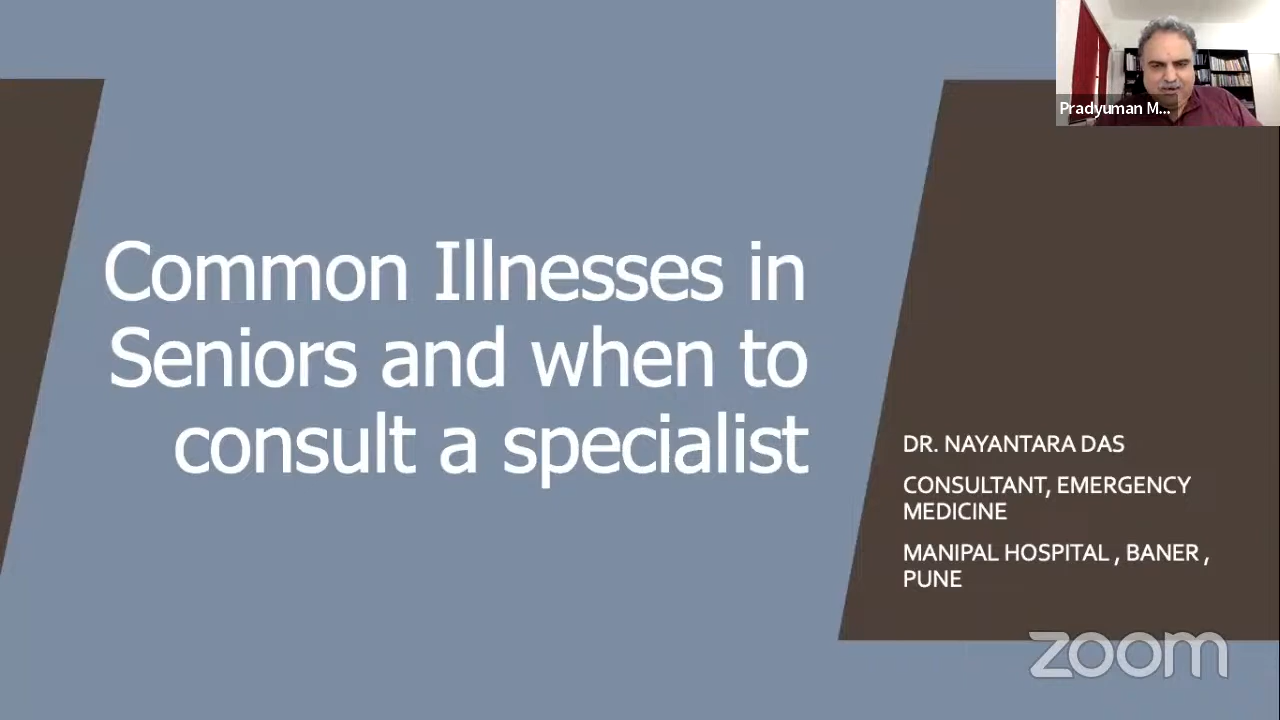 Pradyuman M...
Common Illnesses in
Seniors and when to
consult a specialist
DR. NAYANTARA DAS
CONSULTANT, EMERGENCY
MEDICINE
MANIPAL HOSPITAL , BANER ,
PUNE
zoom